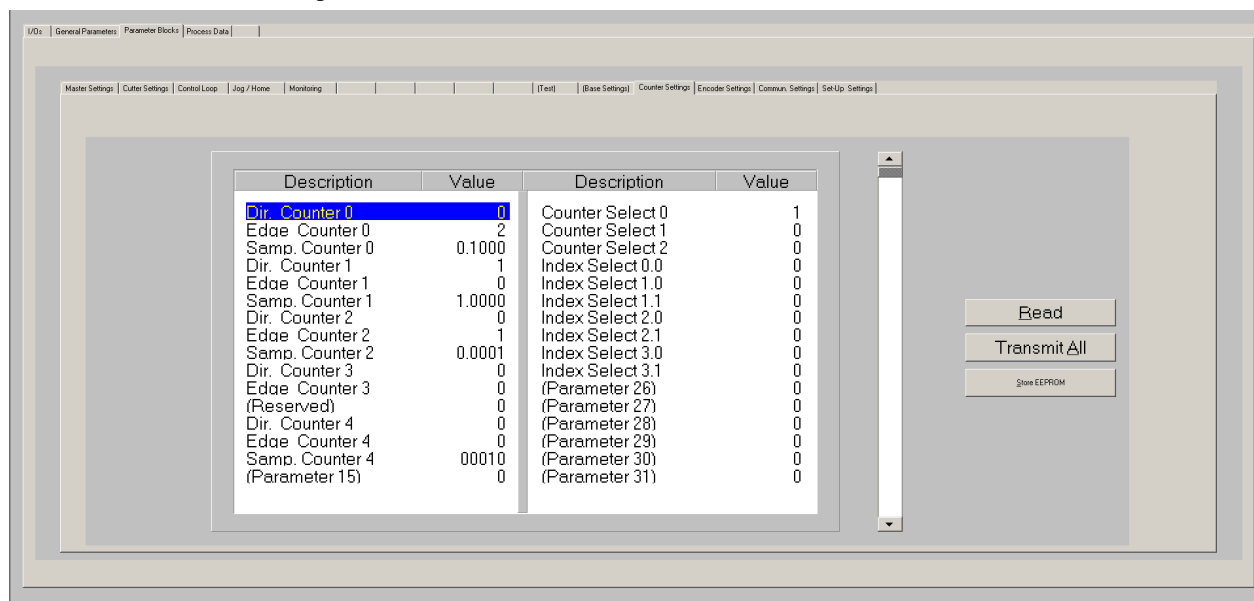 I/Os General Parameters Parameter Blocks Process Data
Master Settings Cutter Settings Control Loop Jog / Home Monitoring (Test) (Base Settings) Counter Settings Encoder Settings Commun. Settings Set-Up Settings
Description Value Description Value
Dir. Counter 0 0 Counter Select 0 1
Edge Counter 0 2 Counter Select 1 0
Samp. Counter 0 0.1000 Counter Select 2 0
Dir. Counter 1 1 Index Select 0.0 0
Edge Counter 1 0 Index Select 1.0 0
Samp. Counter 1 1.0000 Index Select 1.1 0
Dir. Counter 2 0 Index Select 2.0 0
Edge Counter 2 1 Index Select 2.1 0
Samp. Counter 2 0.0001 Index Select 3.0 0
Dir. Counter 3 0 Index Select 3.1 0
Edge Counter 3 0 (Parameter 26) 0
(Reserved) 0 (Parameter 27) 0
Dir. Counter 4 0 (Parameter 28) 0
Edge Counter 4 0 (Parameter 29) 0
Samp. Counter 4 00010 (Parameter 30) 0
(Parameter 15) 0 (Parameter 31) 0
Read
Transmit All
Store EEPROM